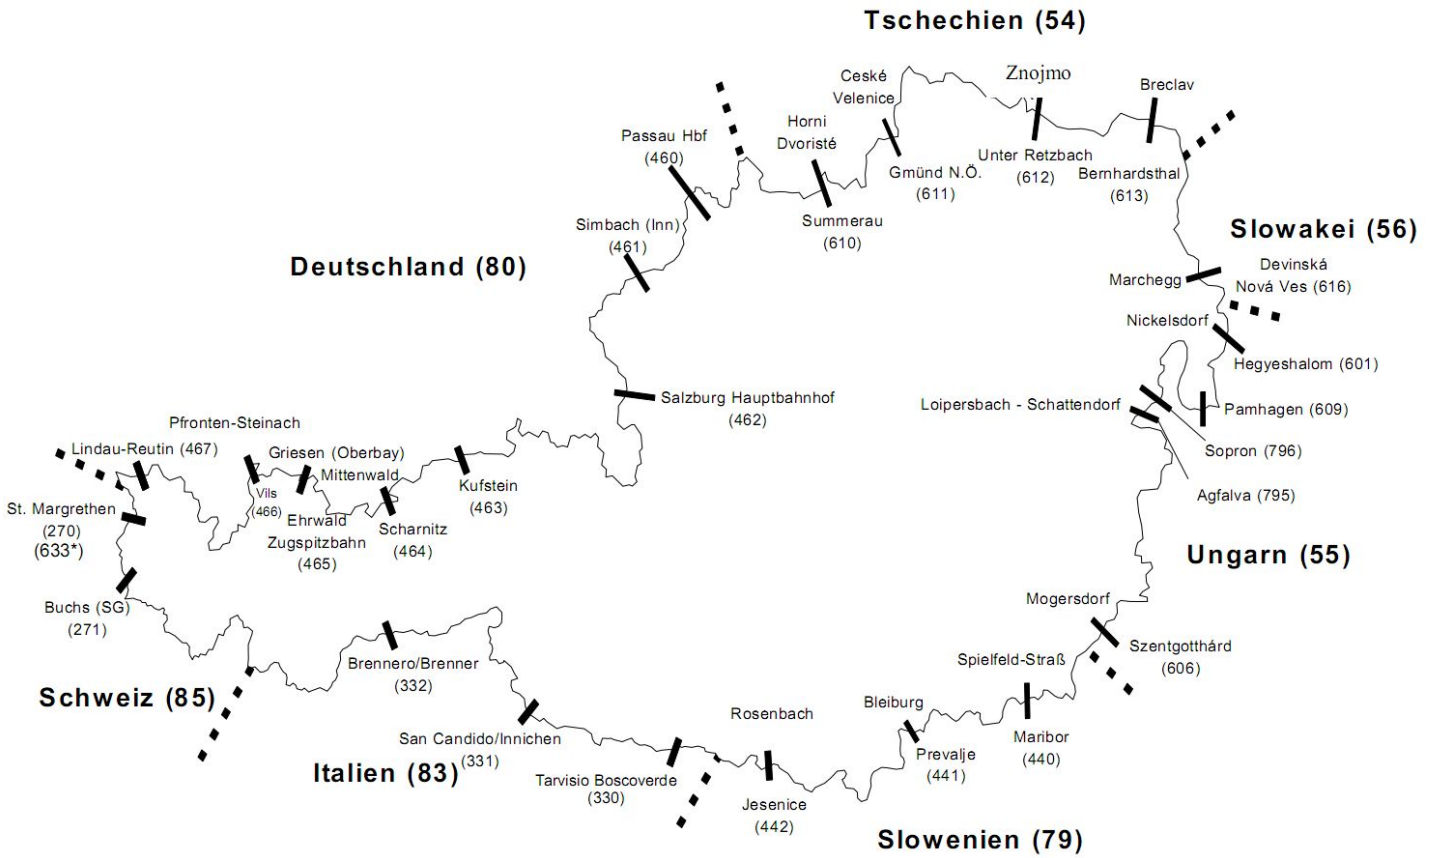 Tschechien (54)
Ceské
Velenice
Znojmo
Breclav
Horni
Dvoristé
Passau Hbf
(460)
Unter Retzbach
(612)
Gmünd N.Ö.
(611)
Bernhardsthal
(613)
Summerau
(610)
Simbach (Inn)
(461)
Slowakei (56)
Deutschland (80)
Devinská
Nová Ves (616)
Marchegg
Nickelsdorf
Hegyeshalom (601)
Salzburg Hauptbahnhof
(462)
Loipersbach - Schattendorf
Pamhagen (609)
Sopron (796)
Agfalva (795)
Pfronten-Steinach
Lindau-Reutin (467)
Griesen (Oberbay)
Mittenwald
Vils
(466)
Kufstein
(463)
St. Margrethen
(270)
(633*)
Ehrwald
Zugspitzbahn
(465)
Scharnitz
(464)
Ungarn (55)
Buchs (SG)
(271)
Mogersdorf
Szentgotthárd
(606)
Brennero/Brenner
(332)
Spielfeld-Straß
Schweiz (85)
Bleiburg
Rosenbach
Maribor
(440)
San Candido/Innichen
(331)
Prevalje
(441)
Italien (83)
Tarvisio Boscoverde
(330)
Jesenice
(442)
Slowenien (79)